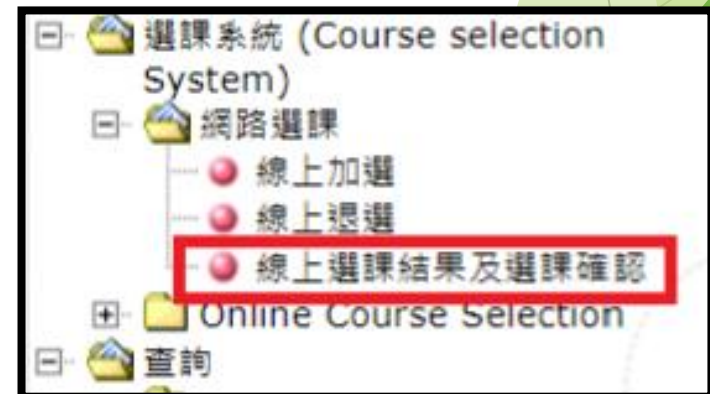 選課系統 (Course selection
System)
網路選課
線上加選
線上退選
線上選課結果及選課確認
Online Course Selection
查詢